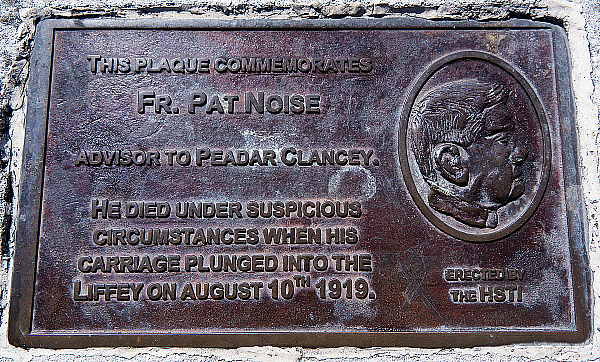 THIS PLAQUE COMMEMORATES
FR. PAT NOISE
ADVISOR TO PEADAR CLANCEY.
HE DIED UNDER SUSPICIOUS
CIRCUMSTANCES WHEN HIS
CARRIAGE PLUNGED INTO THE
LIFFEY ON AUGUST 10TH 1919.
ERECTED BY
THE HSTI